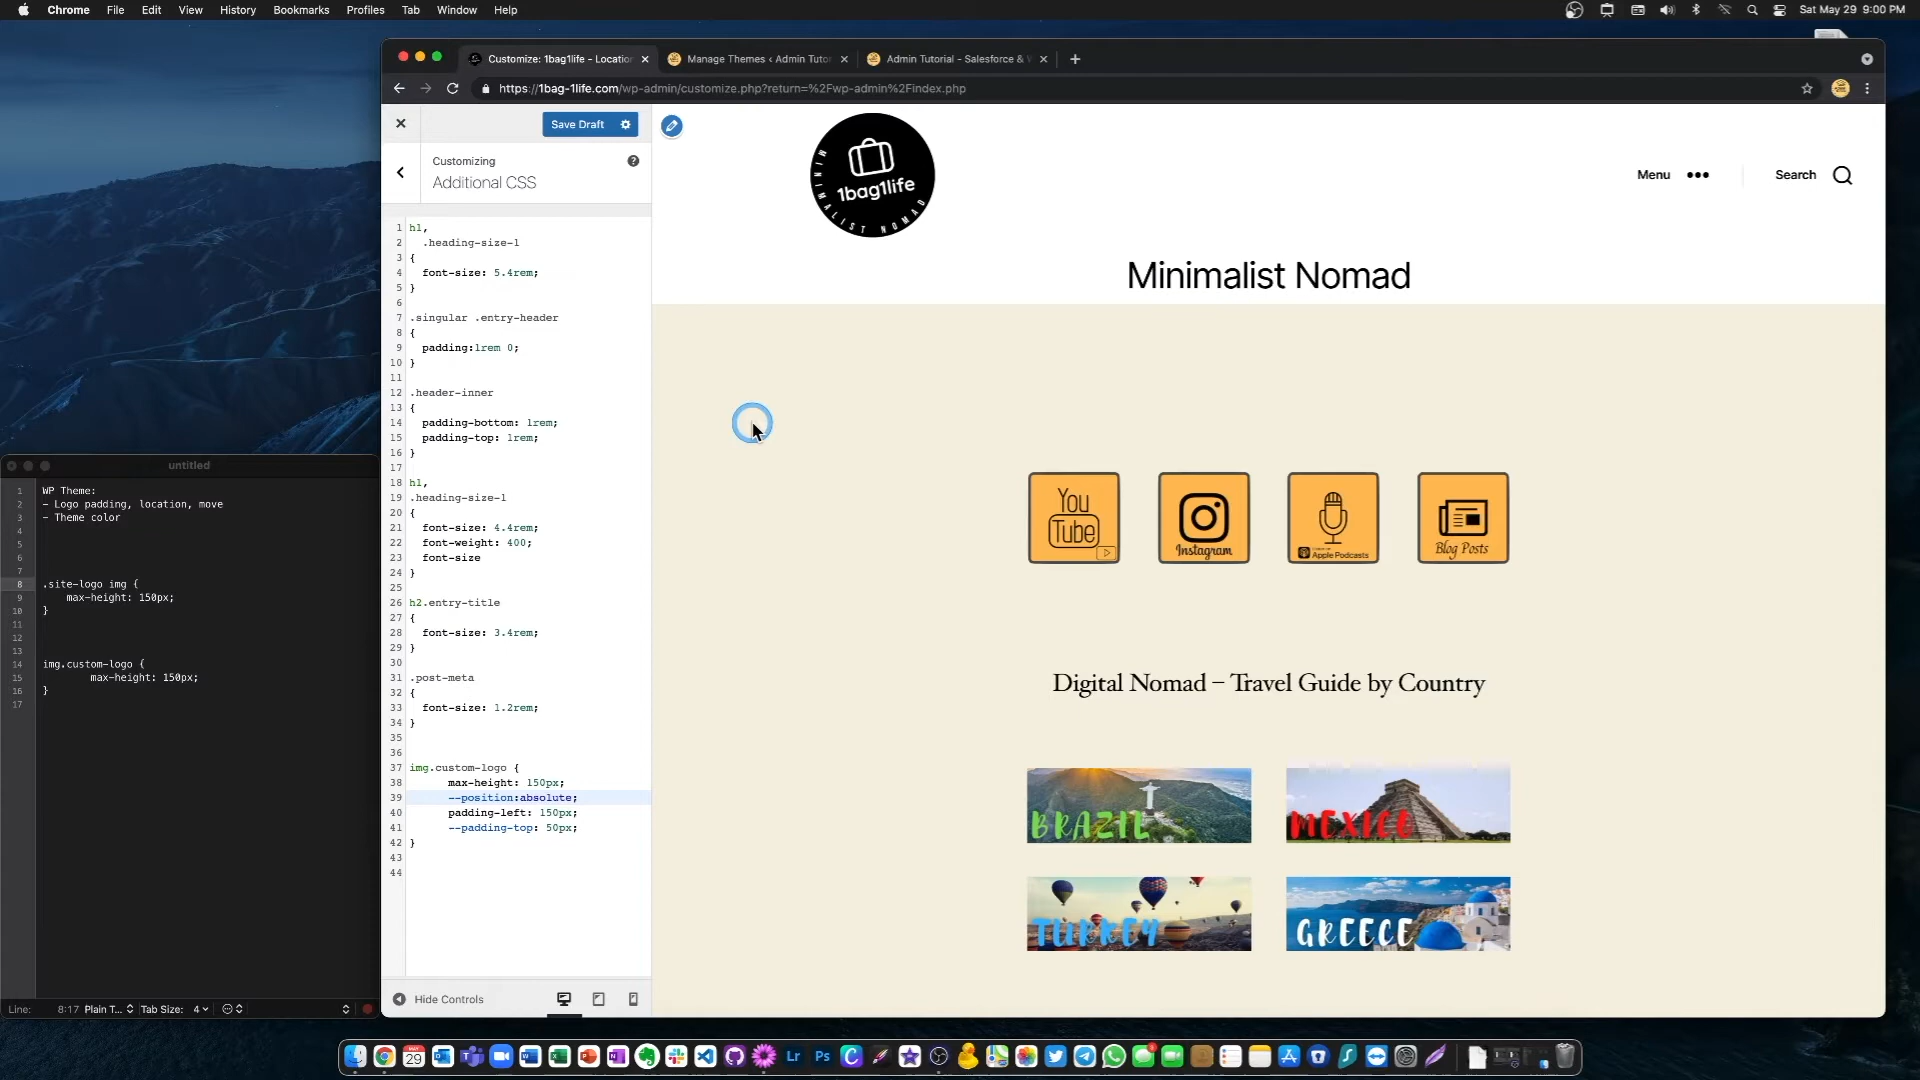 Chrome File Edit View History Bookmarks Profiles Tab Window Help
Sat May 29 9:00 PM
Customize: 1bag1life - Locatio
Manage Themes ‹ Admin Tutor
Admin Tutorial - Salesforce & W
https://1bag-1life.com/wp-admin/customize.php?return=%2Fwp-admin%2Findex.php
Save Draft
Customizing
Additional CSS
1 h1,
2 .heading-size-1
3 {
4 font-size: 5.4rem;
5 }
6
7 .singular .entry-header
8 {
9 padding:1rem 0;
10 }
11
12 .header-inner
13 {
14 padding-bottom: 1rem;
15 padding-top: 1rem;
16 }
17
18 h1,
19 .heading-size-1
20 {
21 font-size: 4.4rem;
22 font-weight: 400;
23 font-size
24 }
25
26 h2.entry-title
27 {
28 font-size: 3.4rem;
29 }
30
31 .post-meta
32 {
33 font-size: 1.2rem;
34 }
35
36
37 img.custom-logo {
38 max-height: 150px;
39 --position:absolute;
40 padding-left: 150px;
41 --padding-top: 50px;
42 }
43
44
Hide Controls
1bag1life
MINIMALIST NOMAD
Menu
Search
Minimalist Nomad
You
Tube
Instagram
Apple Podcasts
Blog Posts
Digital Nomad – Travel Guide by Country
BRAZIL
MEXICO
TURKEY
GREECE
untitled
1 WP Theme:
2 - Logo padding, location, move
3 - Theme color
4
5
6
7
8 .site-logo img {
9 max-height: 150px;
10 }
11
12
13
14 img.custom-logo {
15 max-height: 150px;
16 }
17
Line: 8:17 Plain T... Tab Size: 4
MAY
29
Lr
Ps